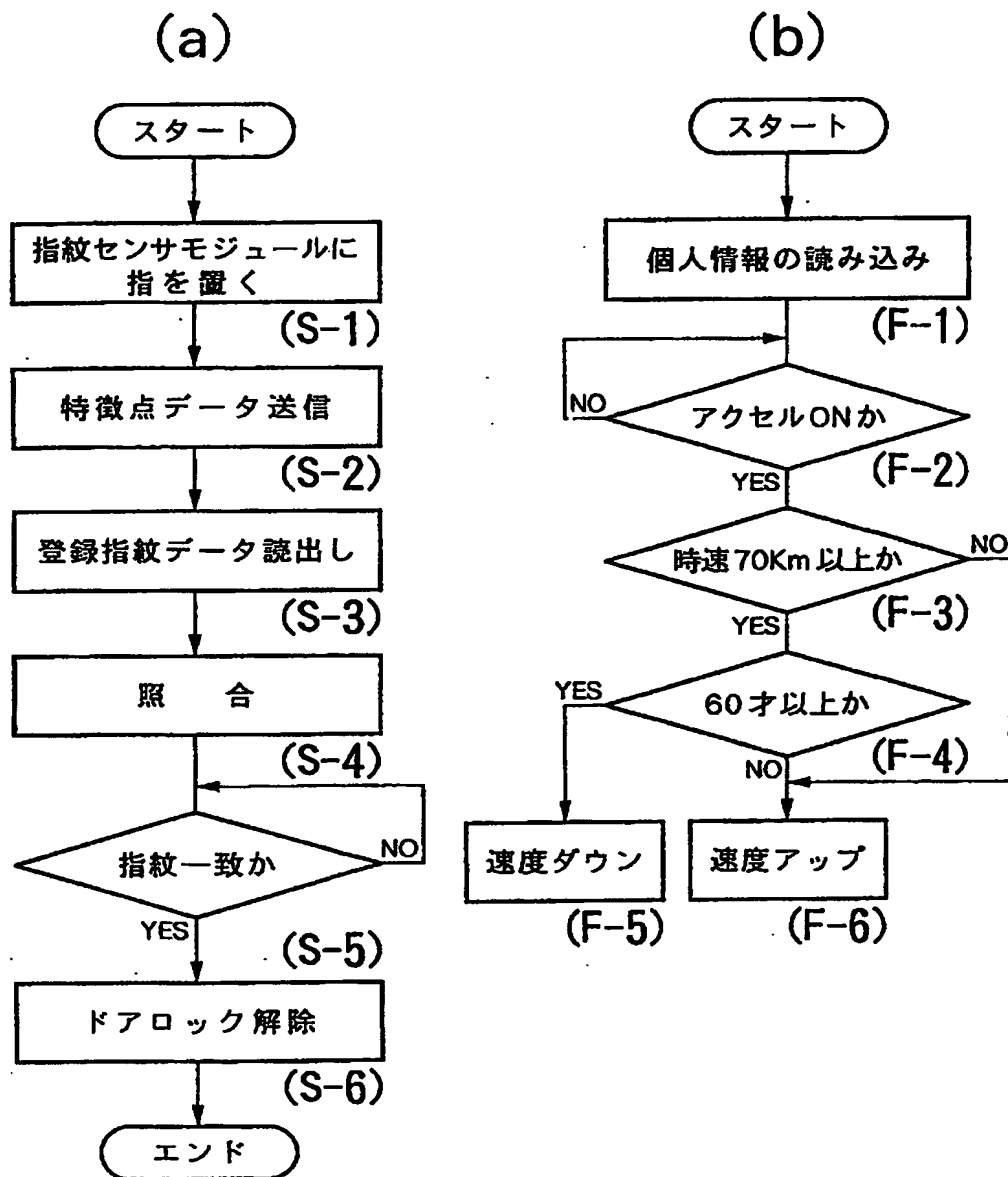 (a)
スタート
指紋センサモジュールに
指を置く
(S-1)
特徴点データ送信
(S-2)
登録指紋データ読出し
(S-3)
照 合
(S-4)
指紋一致か
NO
YES
(S-5)
ドアロック解除
(S-6)
エンド
(b)
スタート
個人情報の読み込み
(F-1)
アクセルONか
NO
(F-2)
YES
時速70Km以上か
NO
(F-3)
YES
60才以上か
YES
(F-4)
NO
速度ダウン
(F-5)
速度アップ
(F-6)